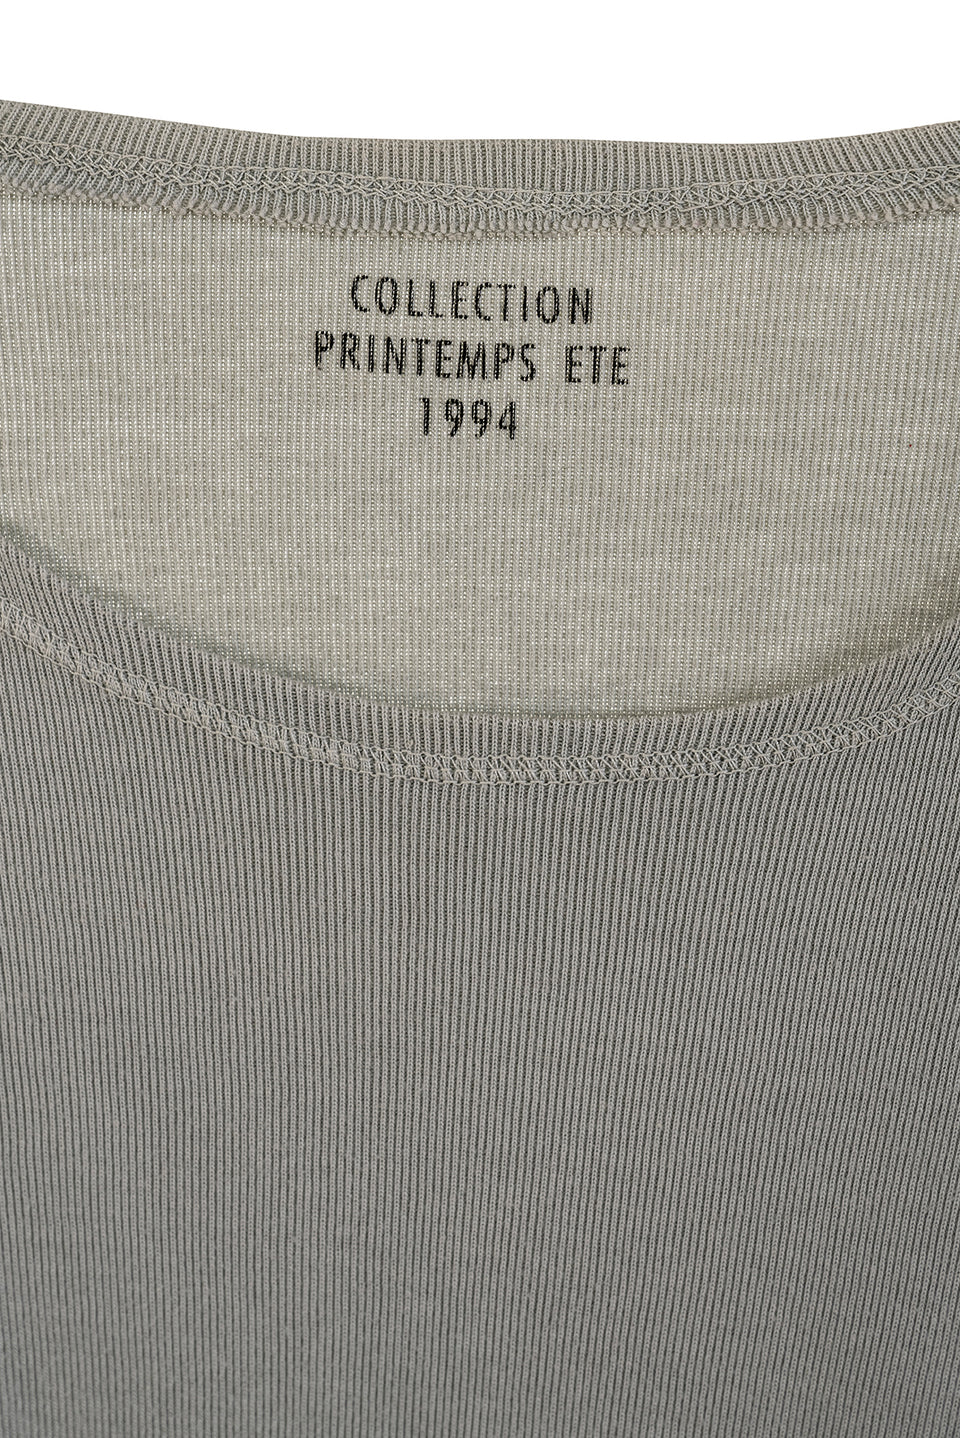 COLLECTION
PRINTEMPS ETE
1994